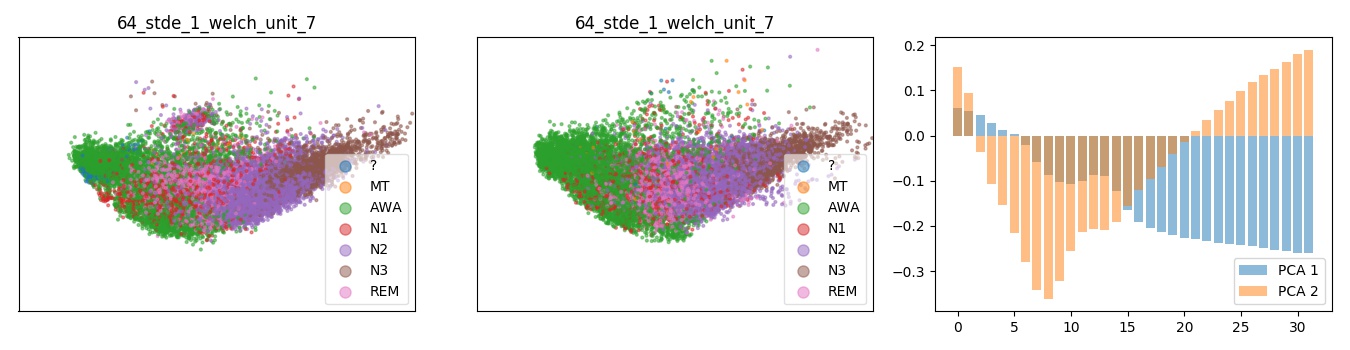 64_stde_1_welch_unit_7
?
MT
AWA
N1
N2
N3
REM
64_stde_1_welch_unit_7
?
MT
AWA
N1
N2
N3
REM
0.2
0.1
0.0
−0.1
−0.2
−0.3
0
5
10
15
20
25
30
PCA 1
PCA 2